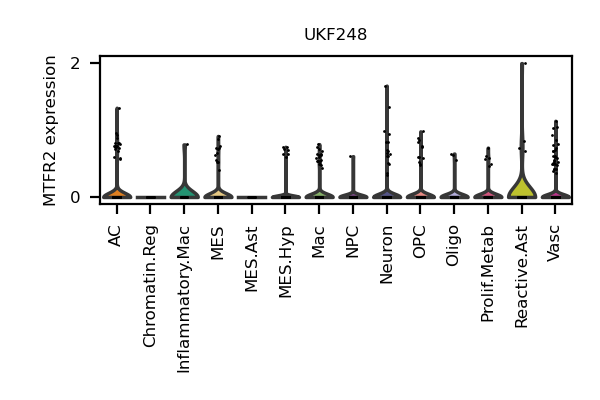 UKF248
MTFR2 expression
2
0
AC
Chromatin.Reg
Inflammatory.Mac
MES
MES.Ast
MES.Hyp
Mac
NPC
Neuron
OPC
Oligo
Prolif.Metab
Reactive.Ast
Vasc